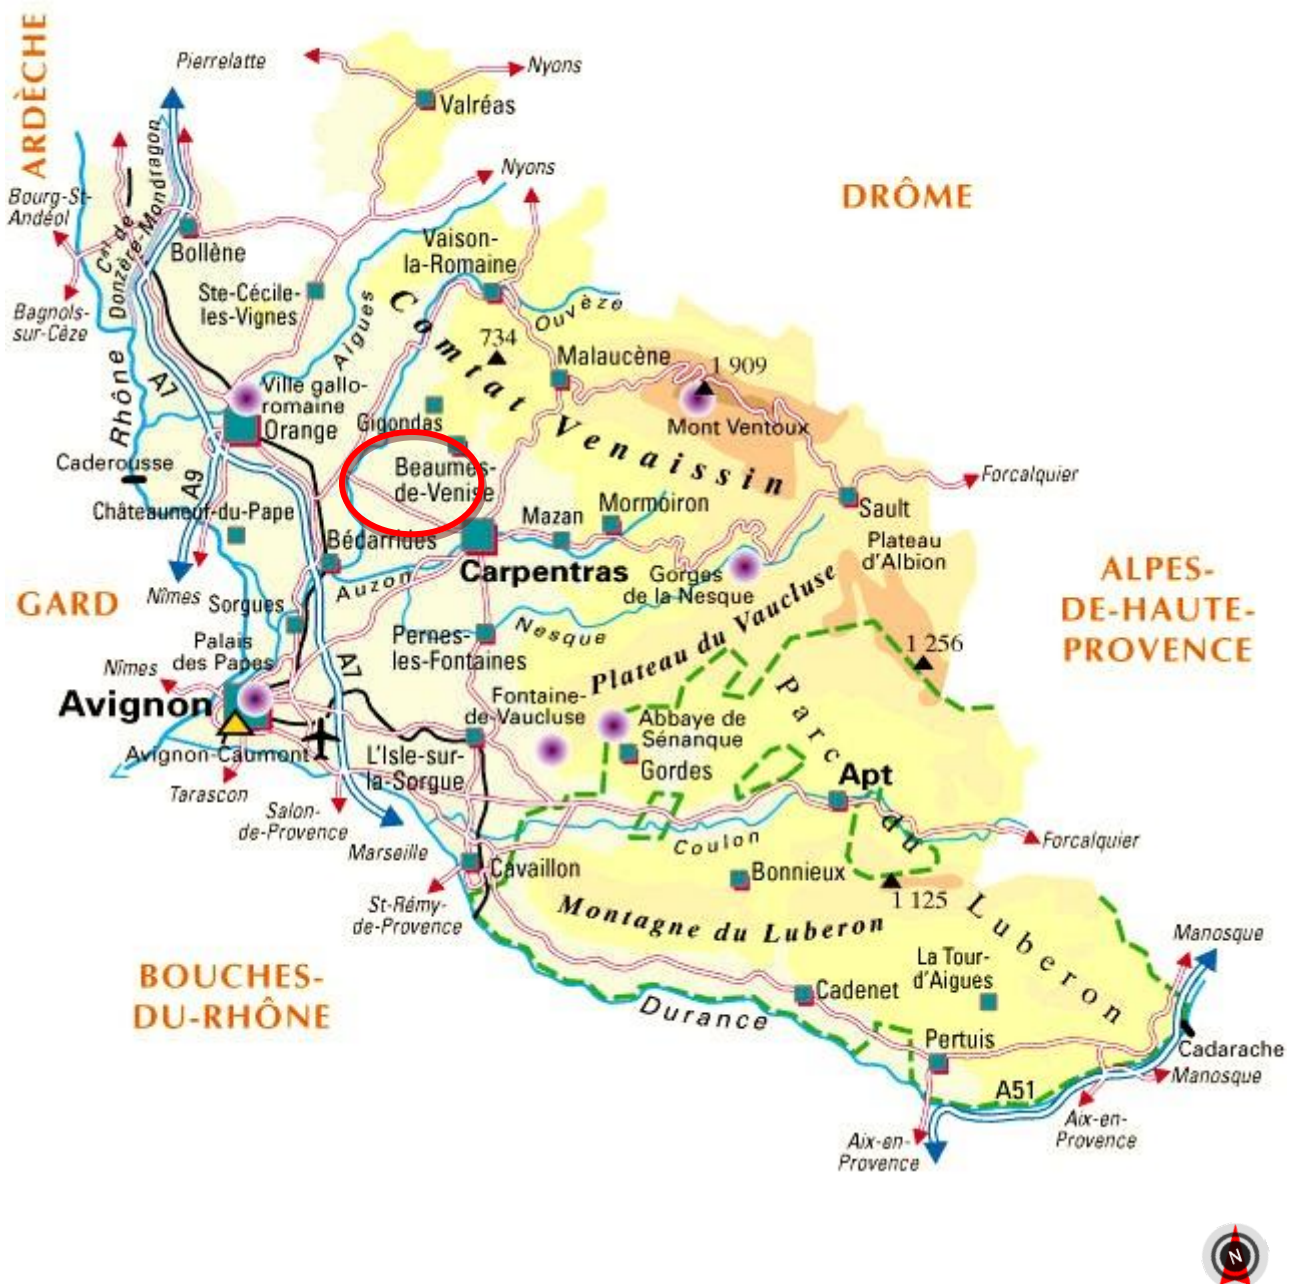 ARDÈCHE
Pierrelatte
Nyons
Valréas
Nyons
DRÔME
Bourg-St-
Andéol
Cal de
Donzère-Mondragon
Bollène
Vaison-
la-Romaine
Bagnols-
sur-Cèze
Ste-Cécile-
les-Vignes
Aigues
Ouvèze
Comtat Venaissin
734
Malaucène
1 909
Rhône
A7
Ville gallo-
romaine
Orange
Gigondas
Mont Ventoux
Caderousse
A9
Beaumes-
de-Venise
Forcalquier
Châteauneuf-du-Pape
Mazan
Mormoiron
Sault
Bédarrides
Plateau
d'Albion
ALPES-
DE-HAUTE-
PROVENCE
Auzon
Carpentras
Gorges
de la Nesque
GARD
Nîmes
Sorgues
Palais
des Papes
Pernes-
les-Fontaines
Nesque
Plateau du Vaucluse
1 256
Nîmes
A7
Avignon
Fontaine-
de-Vaucluse
Abbaye de
Sénanque
Gordes
Parc du Luberon
Avignon-Caumont
L'Isle-sur-
la-Sorgue
Apt
Tarascon
Salon-
de-Provence
Marseille
Coulon
Forcalquier
Cavaillon
Bonnieux
1 125
St-Rémy-
de-Provence
Montagne du Luberon
Manosque
BOUCHES-
DU-RHÔNE
La Tour-
d'Aigues
Cadenet
Durance
Pertuis
Cadarache
Manosque
A51
Aix-en-
Provence
Aix-en-
Provence
N